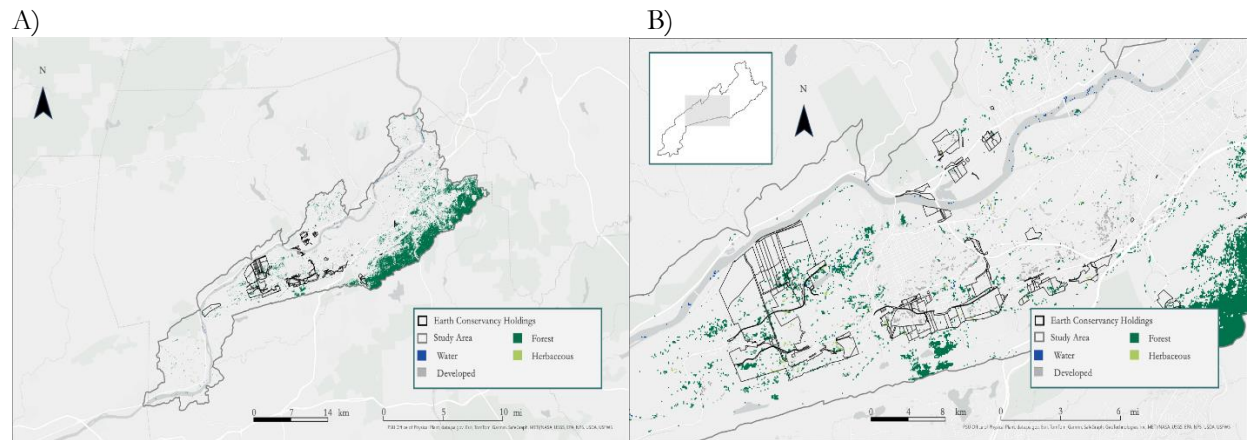 A)
B)
N
Earth Conservancy Holdings
Study Area
Forest
Water
Herbaceous
Developed
0 7 14 km
0 5 10 mi
N
Earth Conservancy Holdings
Study Area
Forest
Water
Herbaceous
Developed
0 4 8 km
0 3 6 mi